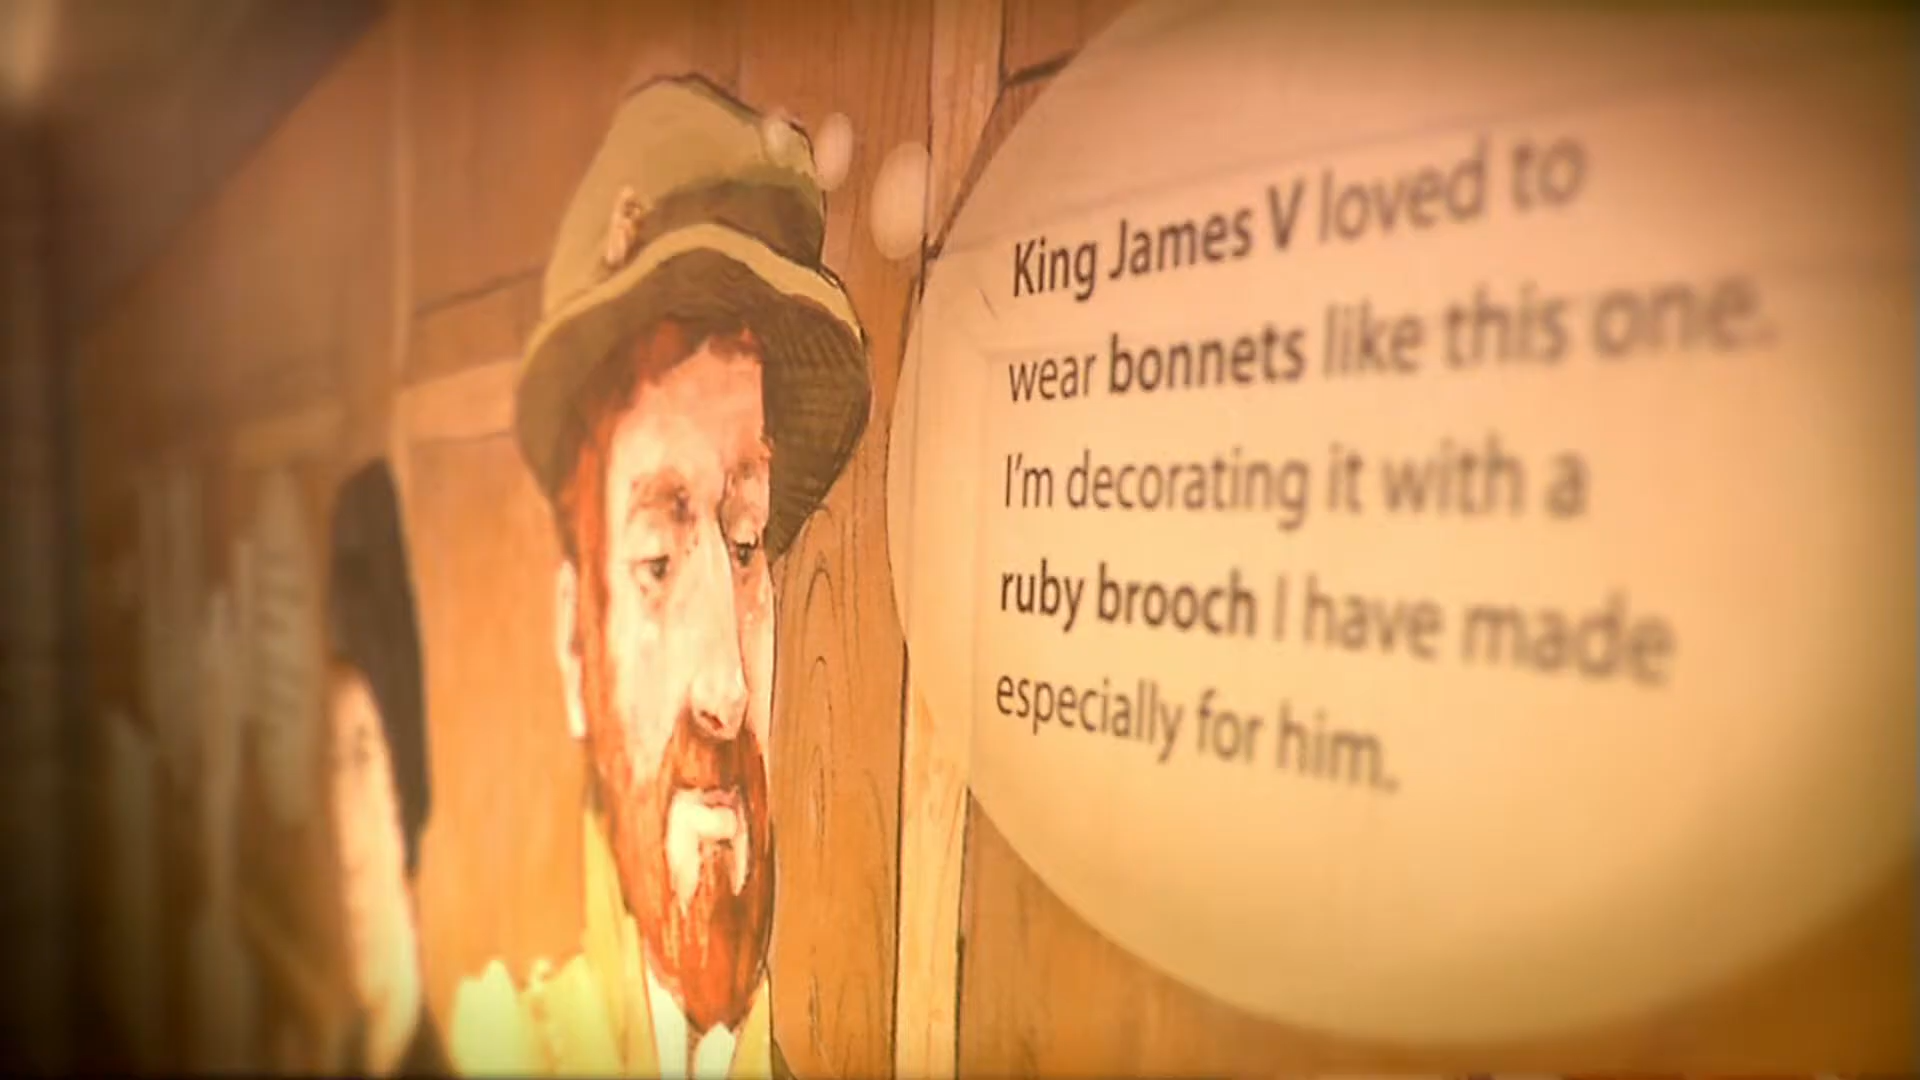 King James V loved to
wear bonnets like this one.
I'm decorating it with a
ruby brooch I have made
especially for him.